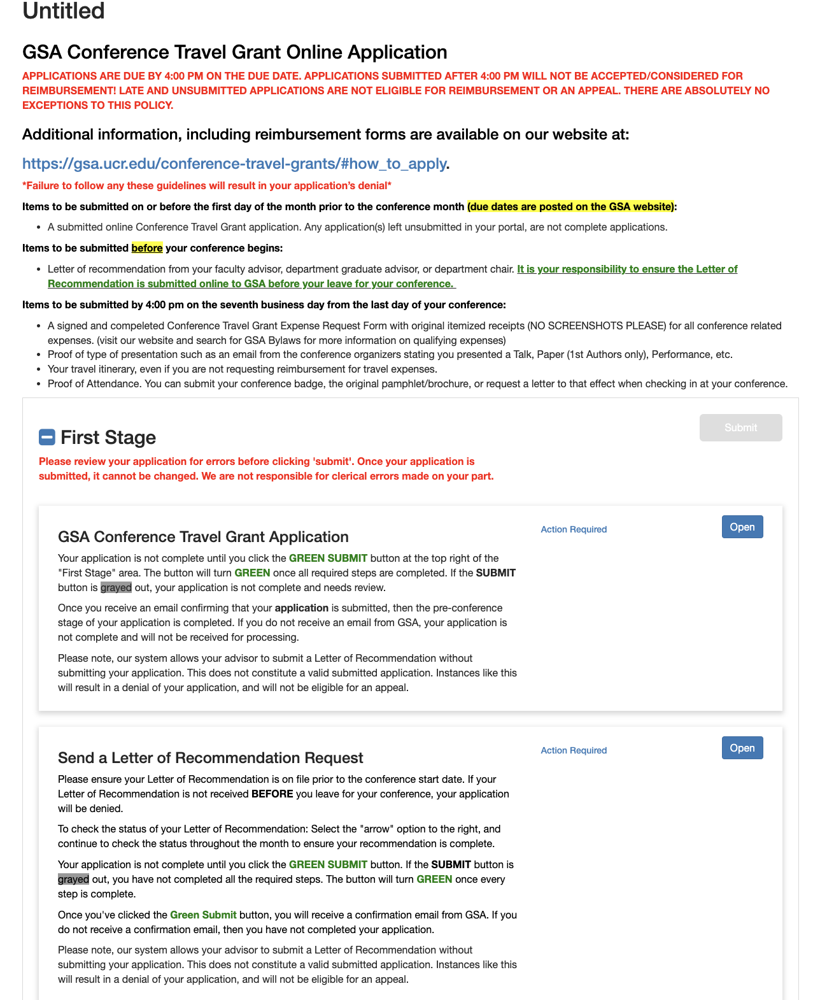 Untitled
GSA Conference Travel Grant Online Application
APPLICATIONS ARE DUE BY 4:00 PM ON THE DUE DATE. APPLICATIONS SUBMITTED AFTER 4:00 PM WILL NOT BE ACCEPTED/CONSIDERED FOR
REIMBURSEMENT! LATE AND UNSUBMITTED APPLICATIONS ARE NOT ELIGIBLE FOR REIMBURSEMENT OR AN APPEAL. THERE ARE ABSOLUTELY NO
EXCEPTIONS TO THIS POLICY.
Additional information, including reimbursement forms are available on our website at:
https://gsa.ucr.edu/conference-travel-grants/#how_to_apply.
*Failure to follow any these guidelines will result in your application’s denial*
Items to be submitted on or before the first day of the month prior to the conference month (due dates are posted on the GSA website):
• A submitted online Conference Travel Grant application. Any application(s) left unsubmitted in your portal, are not complete applications.
Items to be submitted before your conference begins:
• Letter of recommendation from your faculty advisor, department graduate advisor, or department chair. It is your responsibility to ensure the Letter of
Recommendation is submitted online to GSA before your leave for your conference.
Items to be submitted by 4:00 pm on the seventh business day from the last day of your conference:
• A signed and compeleted Conference Travel Grant Expense Request Form with original itemized receipts (NO SCREENSHOTS PLEASE) for all conference related
expenses. (visit our website and search for GSA Bylaws for more information on qualifying expenses)
• Proof of type of presentation such as an email from the conference organizers stating you presented a Talk, Paper (1st Authors only), Performance, etc.
• Your travel itinerary, even if you are not requesting reimbursement for travel expenses.
• Proof of Attendance. You can submit your conference badge, the original pamphlet/brochure, or request a letter to that effect when checking in at your conference.
Submit
First Stage
Please review your application for errors before clicking 'submit'. Once your application is
submitted, it cannot be changed. We are not responsible for clerical errors made on your part.
GSA Conference Travel Grant Application
Action Required
Open
Your application is not complete until you click the GREEN SUBMIT button at the top right of the
"First Stage" area. The button will turn GREEN once all required steps are completed. If the SUBMIT
button is grayed out, your application is not complete and needs review.
Once you receive an email confirming that your application is submitted, then the pre-conference
stage of your application is completed. If you do not receive an email from GSA, your application is
not complete and will not be received for processing.
Please note, our system allows your advisor to submit a Letter of Recommendation without
submitting your application. This does not constitute a valid submitted application. Instances like this
will result in a denial of your application, and will not be eligible for an appeal.
Send a Letter of Recommendation Request
Action Required
Open
Please ensure your Letter of Recommendation is on file prior to the conference start date. If your
Letter of Recommendation is not received BEFORE you leave for your conference, your application
will be denied.
To check the status of your Letter of Recommendation: Select the "arrow" option to the right, and
continue to check the status throughout the month to ensure your recommendation is complete.
Your application is not complete until you click the GREEN SUBMIT button. If the SUBMIT button is
grayed out, you have not completed all the required steps. The button will turn GREEN once every
step is complete.
Once you've clicked the Green Submit button, you will receive a confirmation email from GSA. If you
do not receive a confirmation email, then you have not completed your application.
Please note, our system allows your advisor to submit a Letter of Recommendation without
submitting your application. This does not constitute a valid submitted application. Instances like this
will result in a denial of your application, and will not be eligible for an appeal.